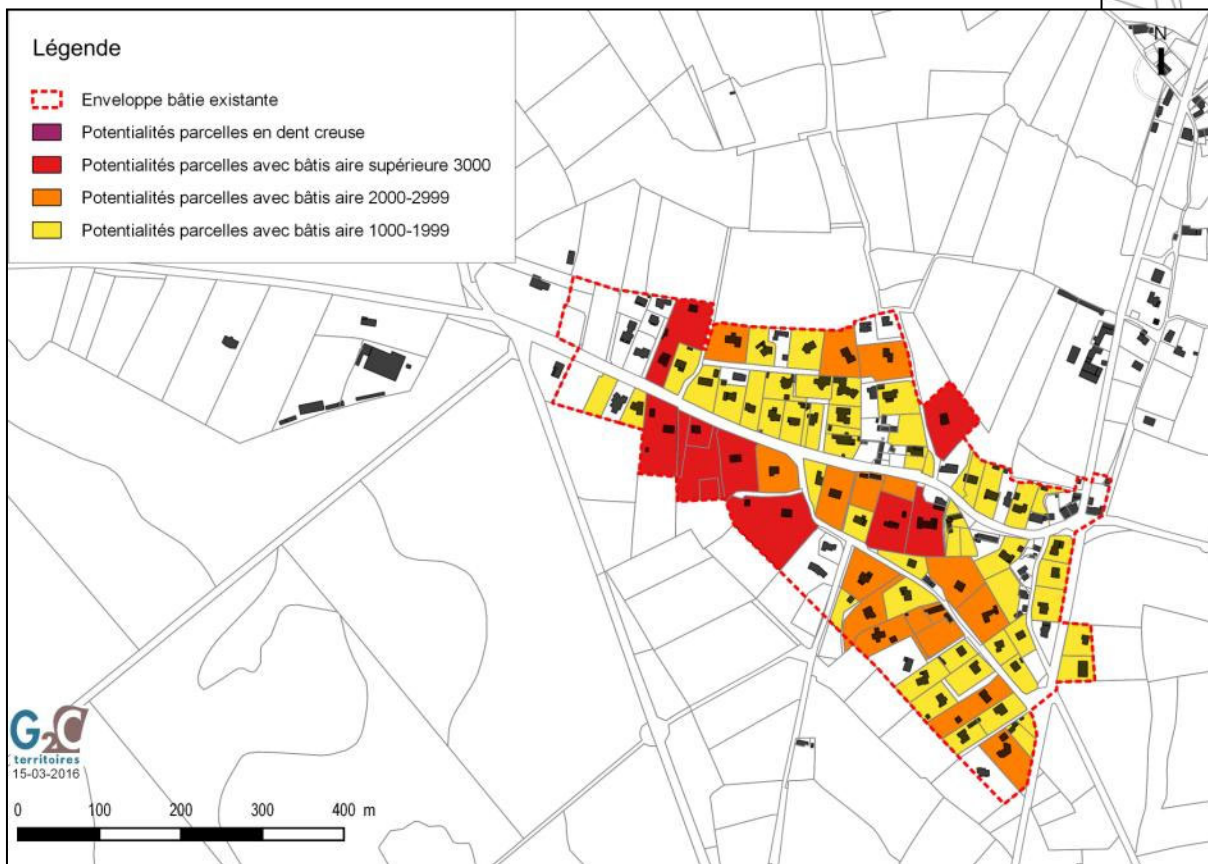 Légende
Enveloppe bâtie existante
Potentialités parcelles en dent creuse
Potentialités parcelles avec bâtis aire supérieure 3000
Potentialités parcelles avec bâtis aire 2000-2999
Potentialités parcelles avec bâtis aire 1000-1999
N
G2C
territoires
15-03-2016
0 100 200 300 400 m